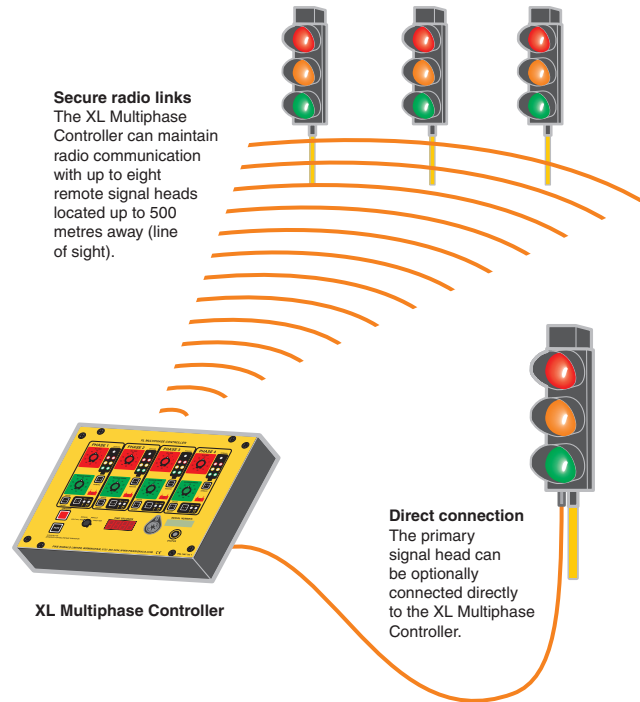 Secure radio links
The XL Multiphase
Controller can maintain
radio communication
with up to eight
remote signal heads
located up to 500
metres away (line
of sight).
XL MULTIPHASE CONTROLLER
PHASE 1
PHASE 2
PHASE 3
PHASE 4
Direct connection
The primary
signal head can
be optionally
connected directly
to the XL Multiphase
Controller.
XL Multiphase Controller